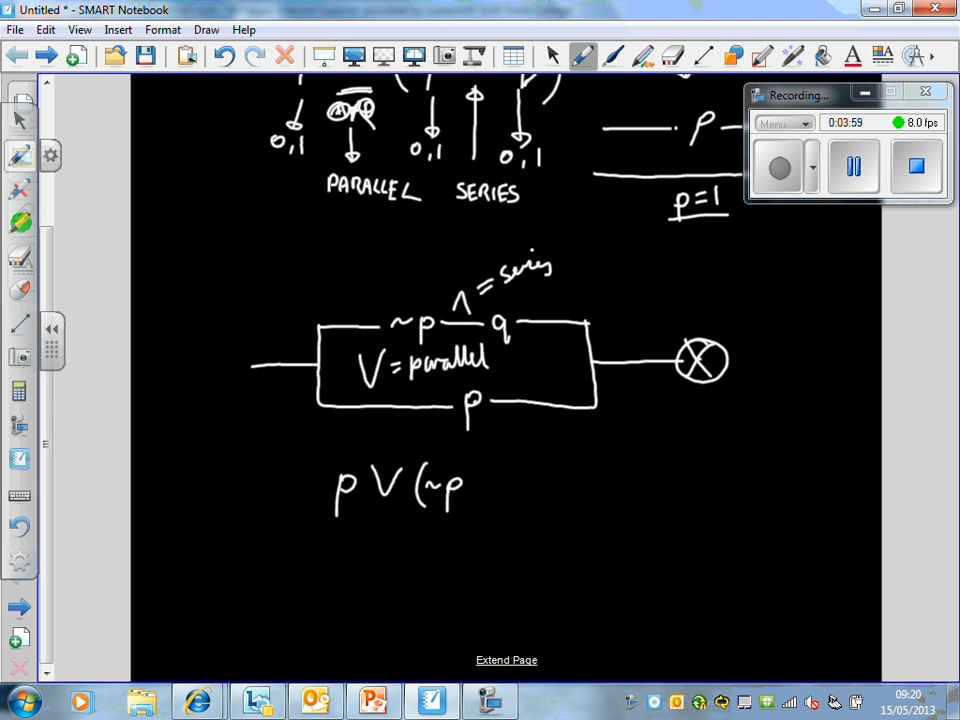 Untitled * - SMART Notebook
File Edit View Insert Format Draw Help
Recording...
Menu 0:03:59 8.0 fps
0,1 0,1 0,1
PARALLEL SERIES
p
p=1
Λ = series
~p q
V = parallel
p
p V (~p
Extend Page
09:20
15/05/2013